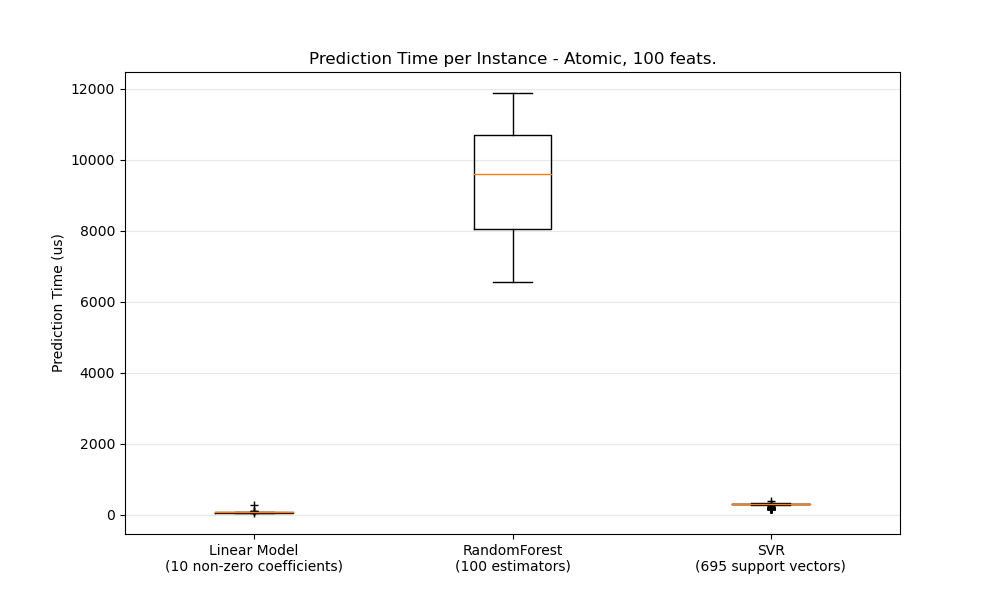 Prediction Time per Instance - Atomic, 100 feats.
Prediction Time (us)
12000
10000
8000
6000
4000
2000
0
Linear Model
(10 non-zero coefficients)
RandomForest
(100 estimators)
SVR
(695 support vectors)